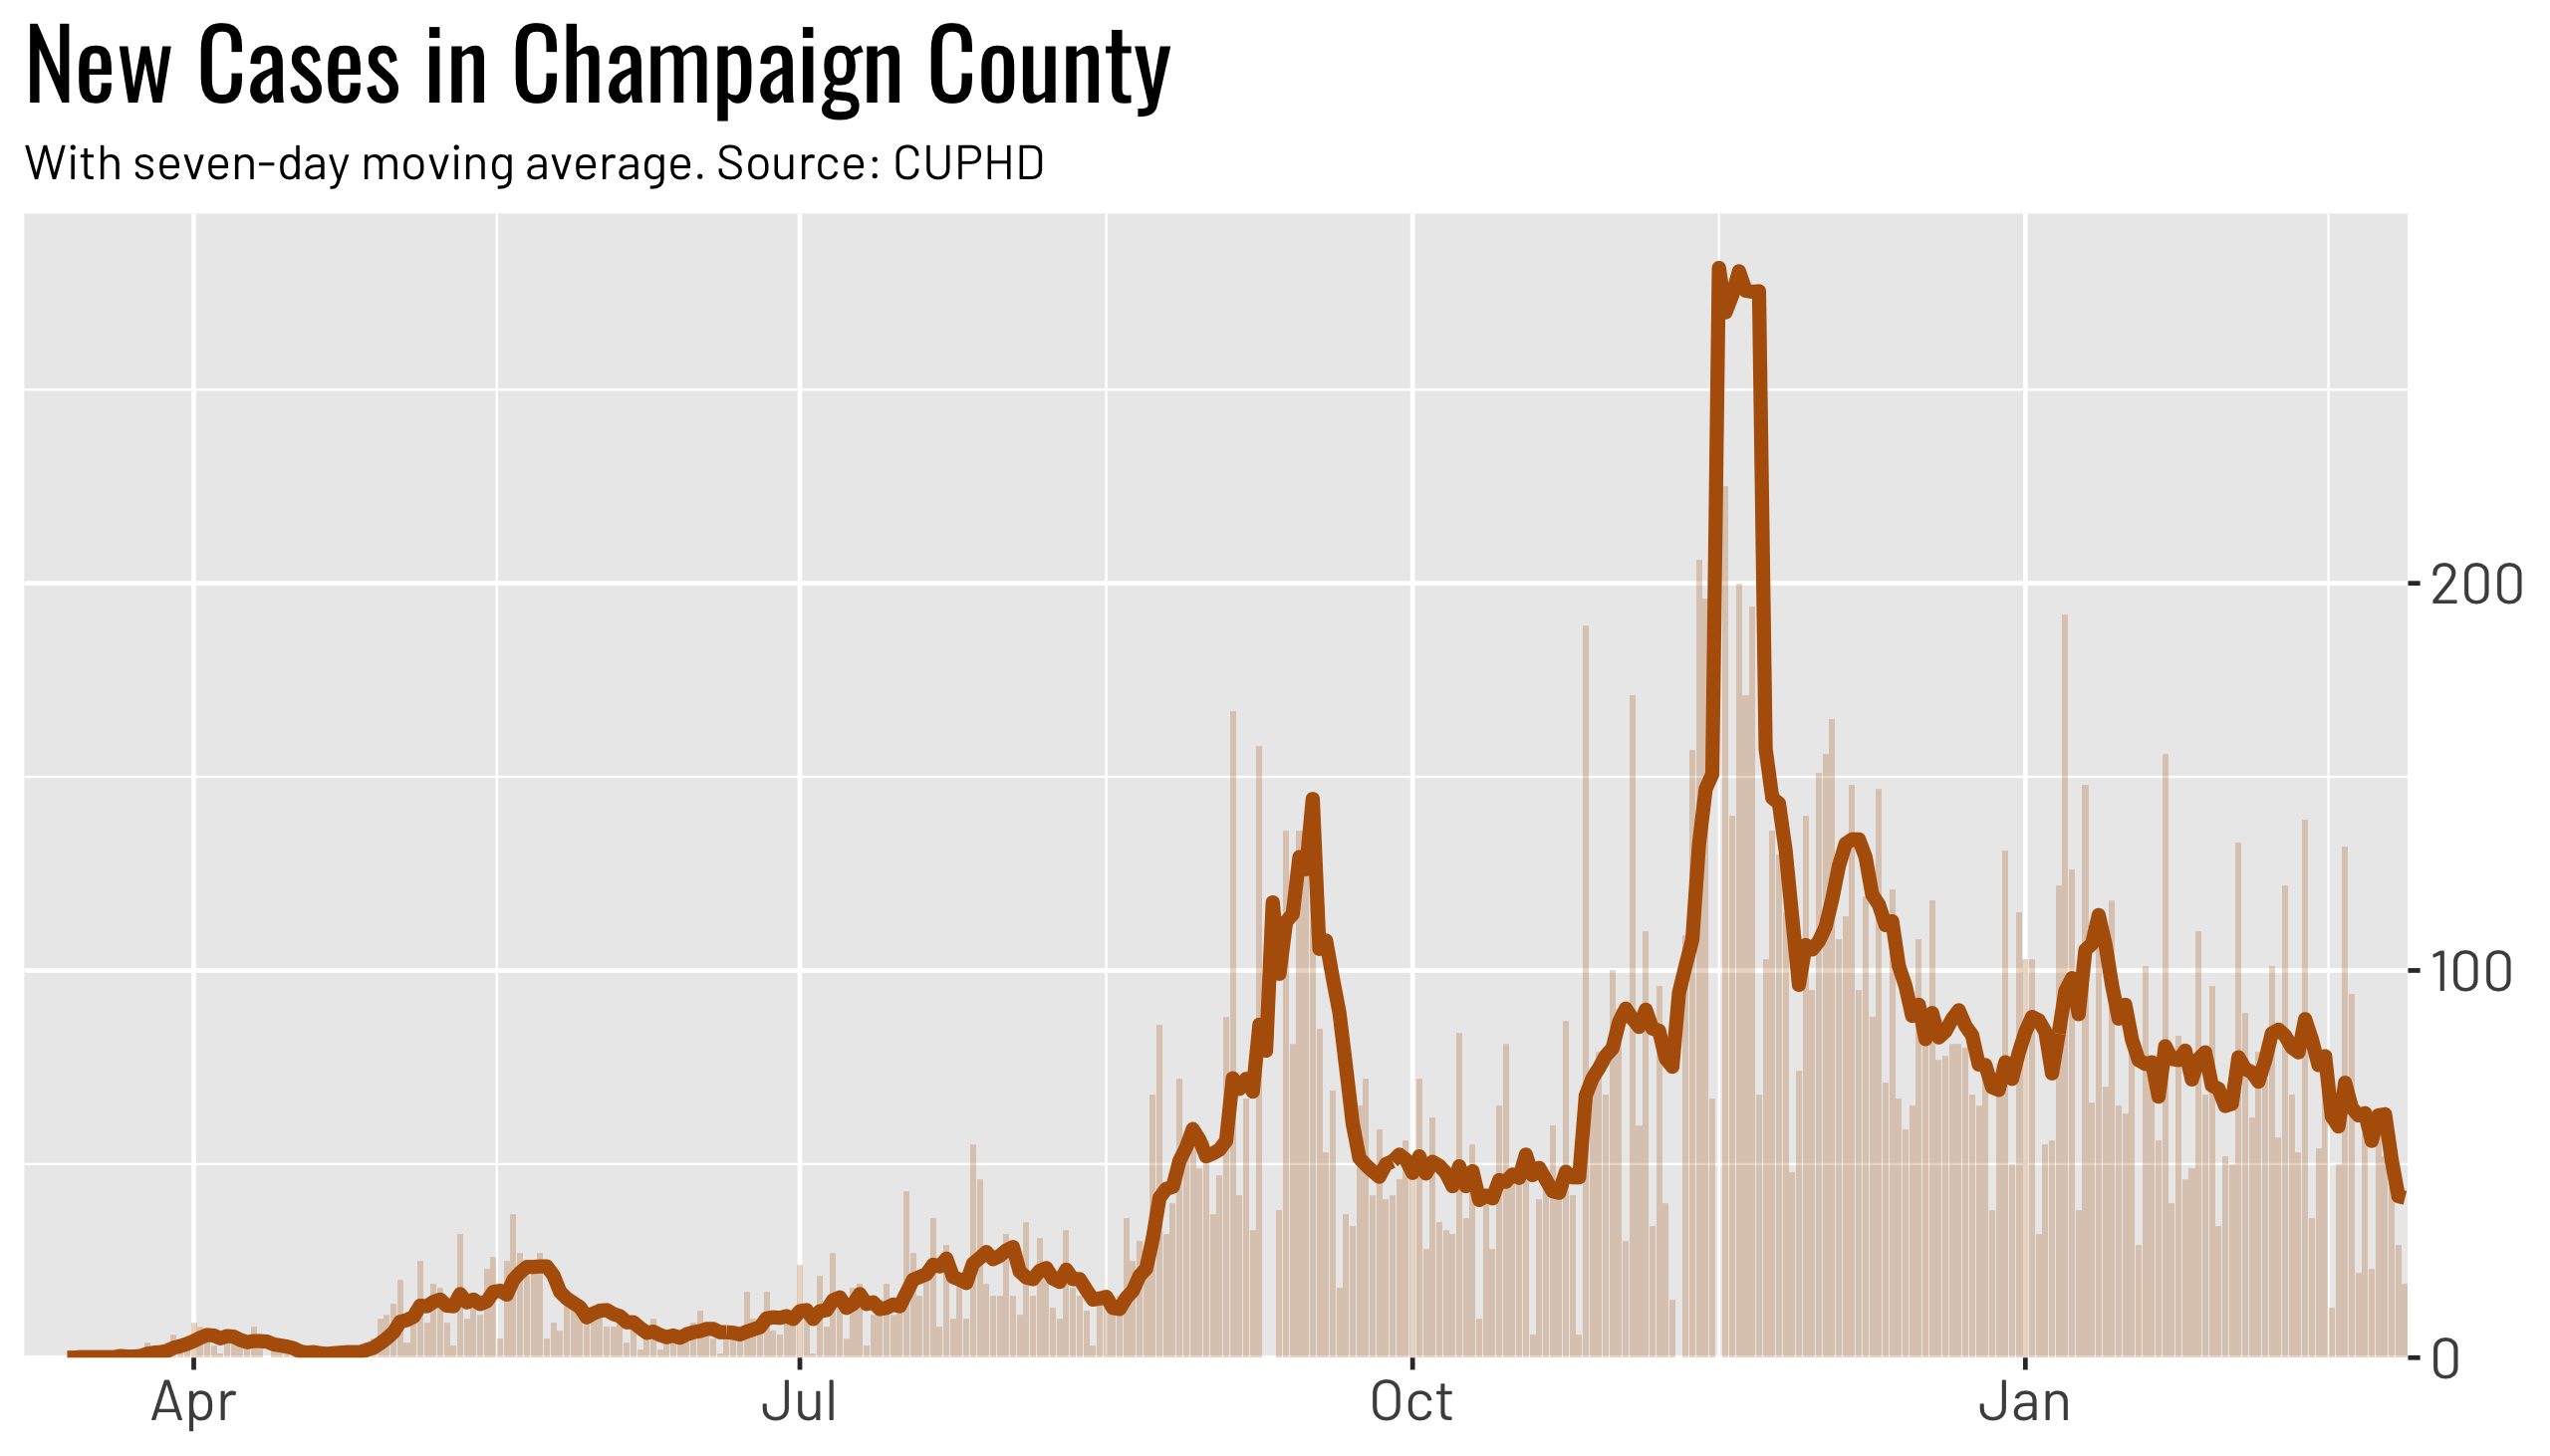 New Cases in Champaign County
With seven-day moving average. Source: CUPHD
200
100
0
Apr Jul Oct Jan